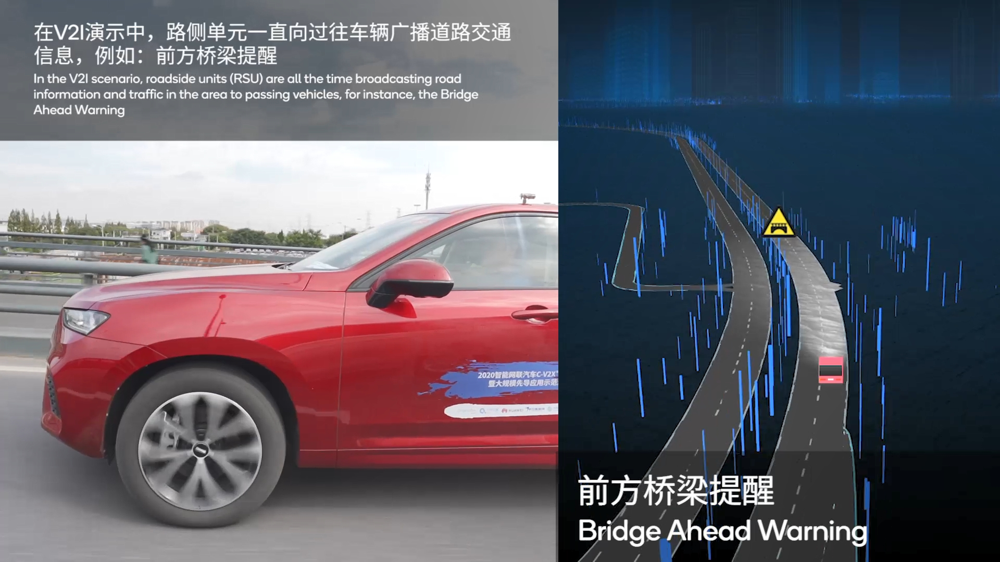 在V2I演示中，路侧单元一直向过往车辆广播道路交通
信息，例如：前方桥梁提醒
In the V2I scenario, roadside units (RSU) are all the time broadcasting road
information and traffic in the area to passing vehicles, for instance, the Bridge
Ahead Warning
2020智能网联汽车C-V2X
暨大规模先导应用示范
HUAWEI
前方桥梁提醒
Bridge Ahead Warning